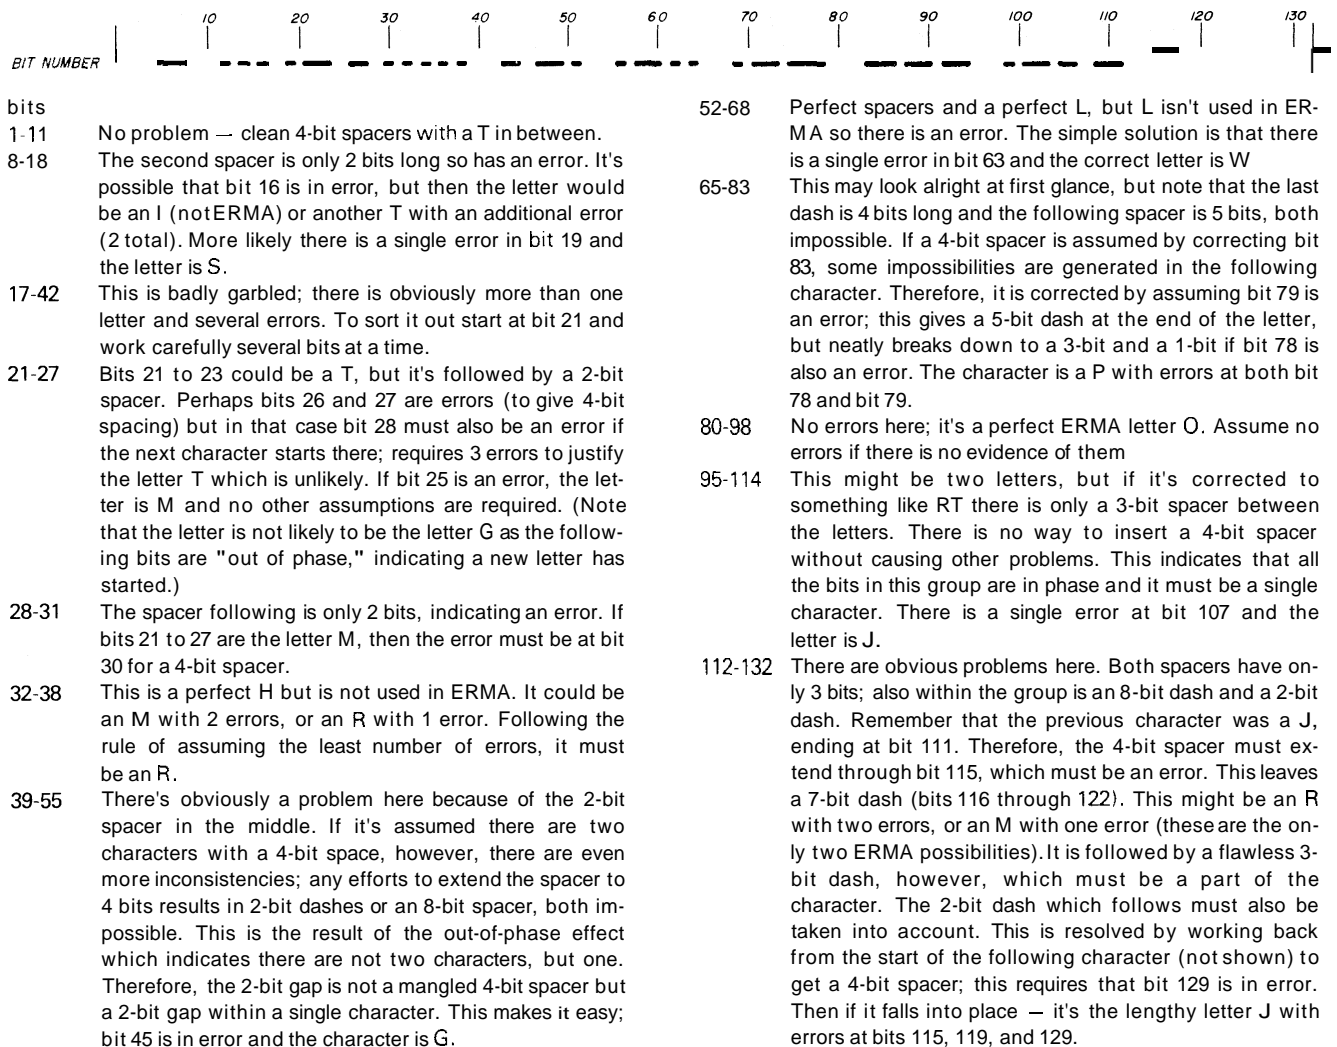 10 20 30 40 50 60 70 80 90 100 110 120 130
BIT NUMBER
bits
1-11 No problem — clean 4-bit spacers with a T in between.
8-18 The second spacer is only 2 bits long so has an error. It's
possible that bit 16 is in error, but then the letter would
be an I (not ERMA) or another T with an additional error
(2 total). More likely there is a single error in bit 19 and
the letter is S.
17-42 This is badly garbled; there is obviously more than one
letter and several errors. To sort it out start at bit 21 and
work carefully several bits at a time.
21-27 Bits 21 to 23 could be a T, but it's followed by a 2-bit
spacer. Perhaps bits 26 and 27 are errors (to give 4-bit
spacing) but in that case bit 28 must also be an error if
the next character starts there; requires 3 errors to justify
the letter T which is unlikely. If bit 25 is an error, the let-
ter is M and no other assumptions are required. (Note
that the letter is not likely to be the letter G as the follow-
ing bits are "out of phase," indicating a new letter has
started.)
28-31 The spacer following is only 2 bits, indicating an error. If
bits 21 to 27 are the letter M, then the error must be at bit
30 for a 4-bit spacer.
32-38 This is a perfect H but is not used in ERMA. It could be
an M with 2 errors, or an R with 1 error. Following the
rule of assuming the least number of errors, it must
be an R.
39-55 There's obviously a problem here because of the 2-bit
spacer in the middle. If it's assumed there are two
characters with a 4-bit space, however, there are even
more inconsistencies; any efforts to extend the spacer to
4 bits results in 2-bit dashes or an 8-bit spacer, both im-
possible. This is the result of the out-of-phase effect
which indicates there are not two characters, but one.
Therefore, the 2-bit gap is not a mangled 4-bit spacer but
a 2-bit gap within a single character. This makes it easy;
bit 45 is in error and the character is G.
52-68 Perfect spacers and a perfect L, but L isn't used in ER-
MA so there is an error. The simple solution is that there
is a single error in bit 63 and the correct letter is W
65-83 This may look alright at first glance, but note that the last
dash is 4 bits long and the following spacer is 5 bits, both
impossible. If a 4-bit spacer is assumed by correcting bit
83, some impossibilities are generated in the following
character. Therefore, it is corrected by assuming bit 79 is
an error; this gives a 5-bit dash at the end of the letter,
but neatly breaks down to a 3-bit and a 1-bit if bit 78 is
also an error. The character is a P with errors at both bit
78 and bit 79.
80-98 No errors here; it's a perfect ERMA letter O. Assume no
errors if there is no evidence of them
95-114 This might be two letters, but if it's corrected to
something like RT there is only a 3-bit spacer between
the letters. There is no way to insert a 4-bit spacer
without causing other problems. This indicates that all
the bits in this group are in phase and it must be a single
character. There is a single error at bit 107 and the
letter is J.
112-132 There are obvious problems here. Both spacers have on-
ly 3 bits; also within the group is an 8-bit dash and a 2-bit
dash. Remember that the previous character was a J,
ending at bit 111. Therefore, the 4-bit spacer must ex-
tend through bit 115, which must be an error. This leaves
a 7-bit dash (bits 116 through 122). This might be an R
with two errors, or an M with one error (these are the on-
ly two ERMA possibilities). It is followed by a flawless 3-
bit dash, however, which must be a part of the
character. The 2-bit dash which follows must also be
taken into account. This is resolved by working back
from the start of the following character (not shown) to
get a 4-bit spacer; this requires that bit 129 is in error.
Then if it falls into place — it's the lengthy letter J with
errors at bits 115, 119, and 129.